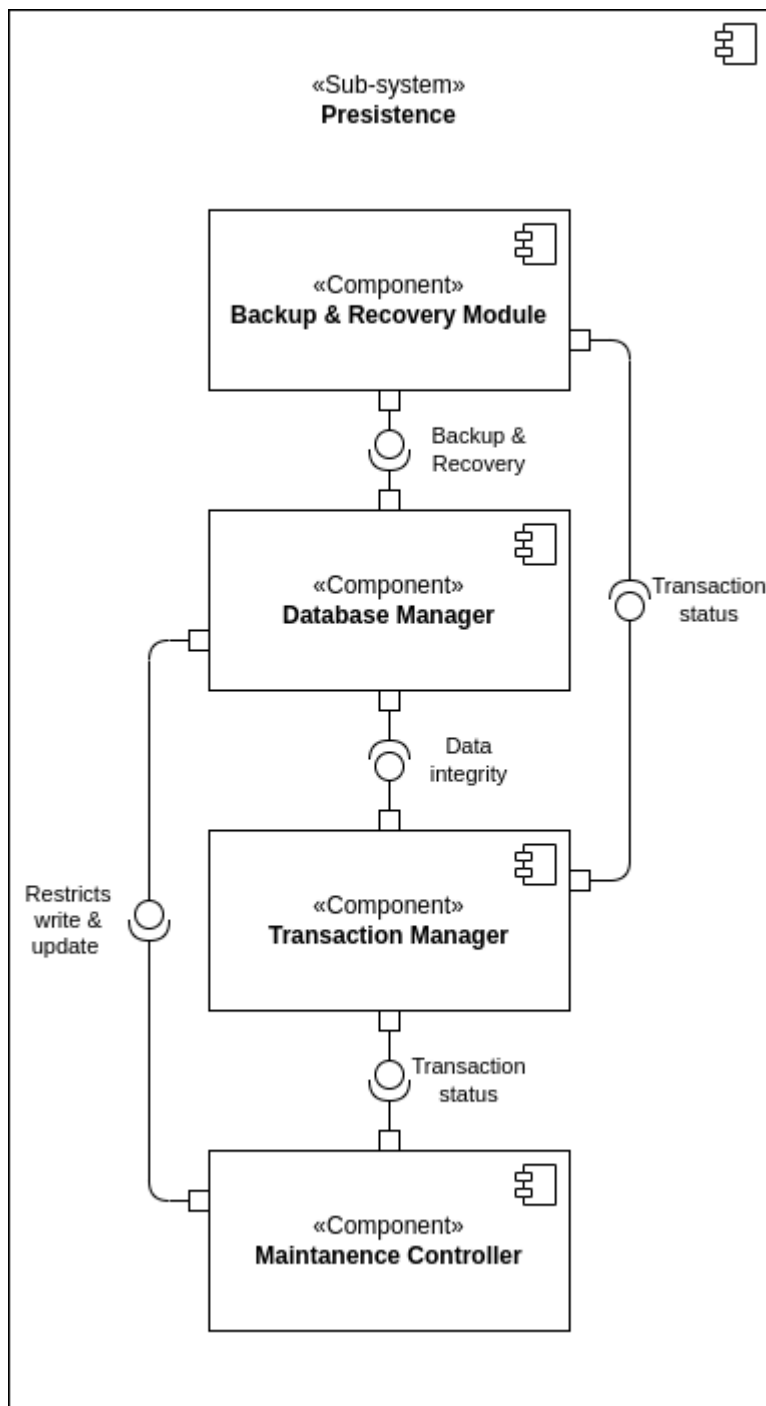 «Sub-system»
Presistence
«Component»
Backup & Recovery Module
Backup &
Recovery
«Component»
Database Manager
Transaction
status
Data
integrity
Restricts
write &
update
«Component»
Transaction Manager
Transaction
status
«Component»
Maintanence Controller